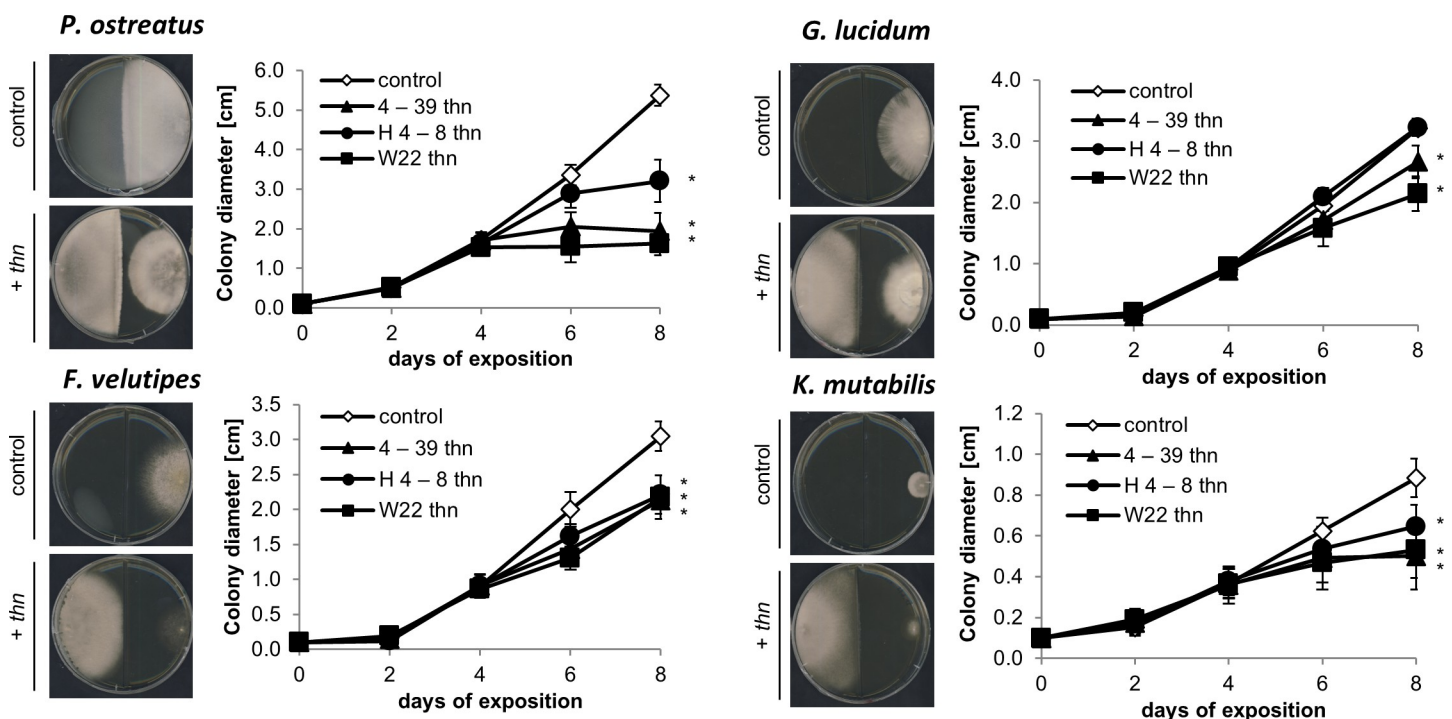 P. ostreatus
control
+ thn
6.0
5.0
4.0
3.0
2.0
1.0
0.0
Colony diameter [cm]
control
4 – 39 thn
H 4 – 8 thn
W22 thn
*
*
*
0 2 4 6 8
days of exposition
G. lucidum
control
+ thn
4.0
3.0
2.0
1.0
0.0
Colony diameter [cm]
control
4 – 39 thn
H 4 – 8 thn
W22 thn
*
*
0 2 4 6 8
days of exposition
F. velutipes
control
+ thn
3.5
3.0
2.5
2.0
1.5
1.0
0.5
0.0
Colony diameter [cm]
control
4 – 39 thn
H 4 – 8 thn
W22 thn
*
*
*
0 2 4 6 8
days of exposition
K. mutabilis
control
+ thn
1.2
1.0
0.8
0.6
0.4
0.2
0.0
Colony diameter [cm]
control
4 – 39 thn
H 4 – 8 thn
W22 thn
*
*
*
0 2 4 6 8
days of exposition